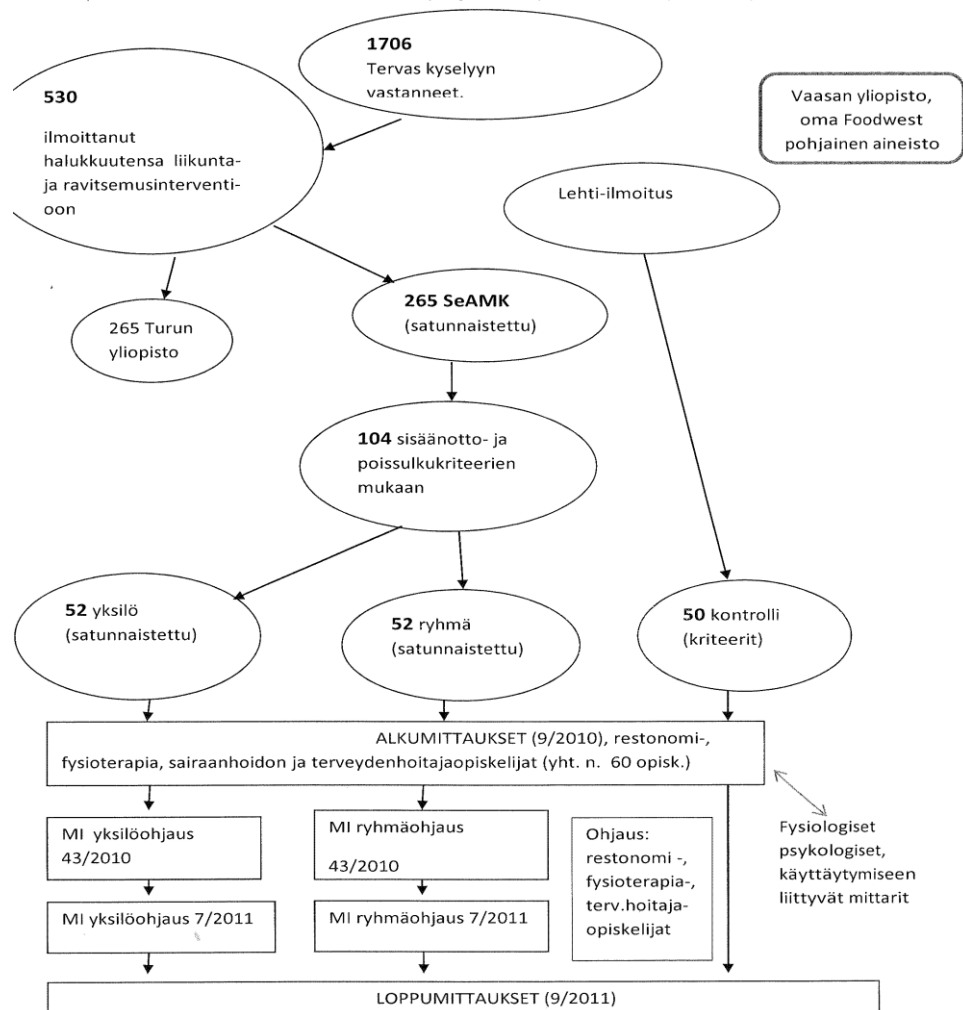 1706
Tervas kyselyyn
vastanneet.
530
ilmoittanut
halukkuutensa liikunta-
ja ravitsemusinterventi-
oon
Vaasan yliopisto,
oma Foodwest
pohjainen aineisto
Lehti-ilmoitus
265 Turun
yliopisto
265 SeAMK
(satunnaistettu)
104 sisäänotto- ja
poissulkukriteerien
mukaan
52 yksilö
(satunnaistettu)
52 ryhmä
(satunnaistettu)
50 kontrolli
(kriteerit)
ALKUMITTAUKSET (9/2010), restonomi-,
fysioterapia, sairaanhoidon ja terveydenhoitajaopiskelijat (yht. n. 60 opisk.)
MI yksilöohjaus
43/2010
MI ryhmäohjaus
43/2010
Ohjaus:
restonomi -,
fysioterapia-,
terv.hoitaja-
opiskelijat
Fysiologiset
psykologiset,
käyttäytymiseen
liittyvät mittarit
MI yksilöohjaus 7/2011
MI ryhmäohjaus 7/2011
LOPPUMITTAUKSET (9/2011)